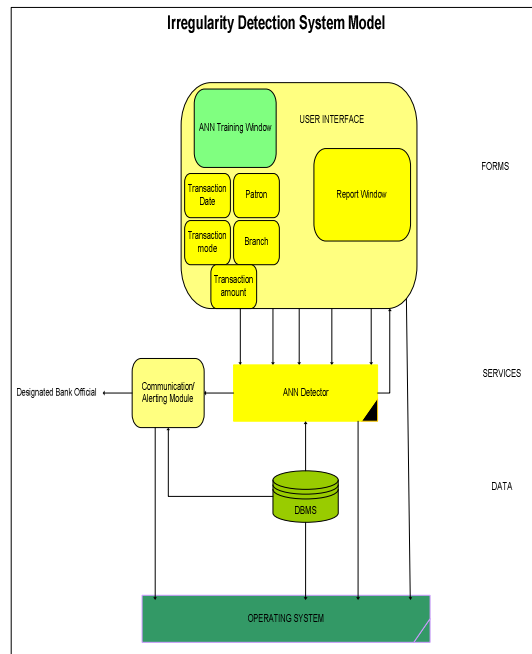 Irregularity Detection System Model
ANN Training Window
USER INTERFACE
FORMS
Transaction
Date
Patron
Report Window
Transaction
mode
Branch
Transaction
amount
SERVICES
Designated Bank Official
Communication/
Alerting Module
ANN Detector
DATA
DBMS
OPERATING SYSTEM